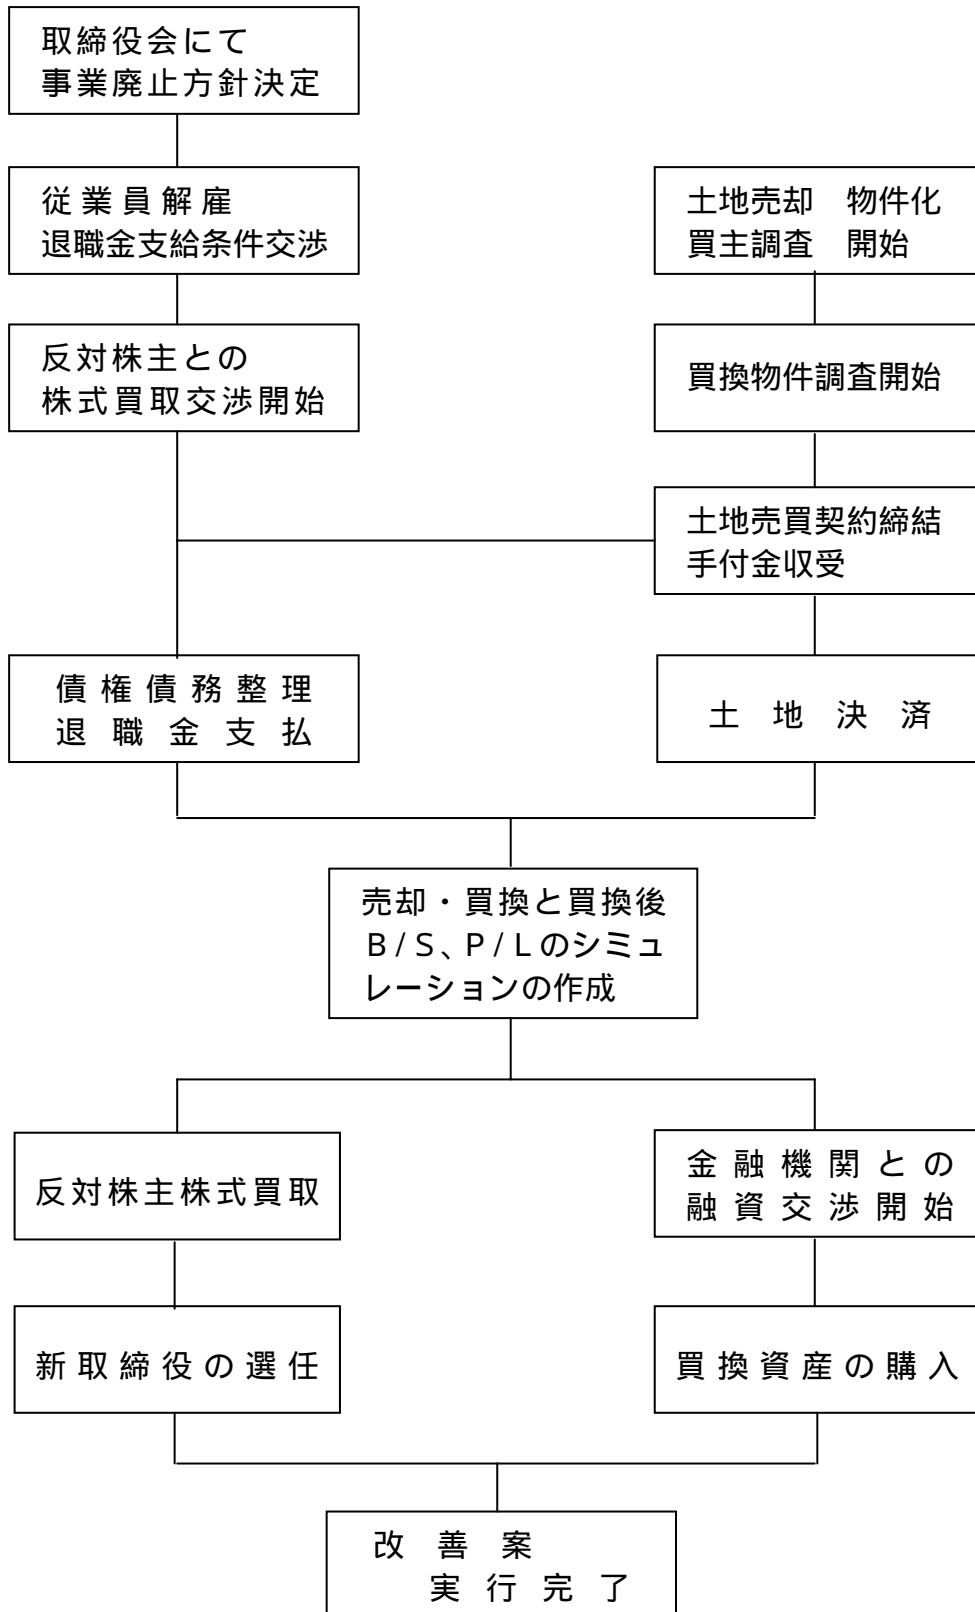 取締役会にて
事業廃止方針決定
従業員解雇
退職金支給条件交渉
土地売却　物件化
買主調査　開始
反対株主との
株式買取交渉開始
買換物件調査開始
土地売買契約締結
手付金収受
債権債務整理
退職金支払
土地決済
売却・買換と買換後
B/S、P/Lのシミュ
レーションの作成
反対株主株式買取
金融機関との
融資交渉開始
新取締役の選任
買換資産の購入
改善案
実行完了